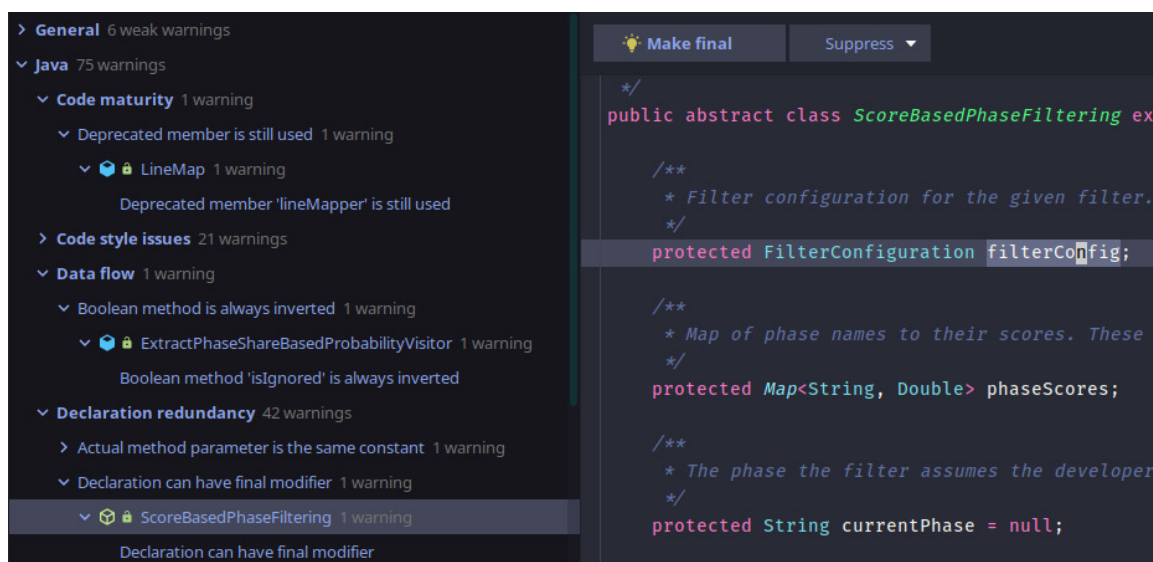 General 6 weak warnings
Java 75 warnings
Code maturity 1 warning
Deprecated member is still used 1 warning
LineMap 1 warning
Deprecated member 'lineMapper' is still used
Code style issues 21 warnings
Data flow 1 warning
Boolean method is always inverted 1 warning
ExtractPhaseShareBasedProbabilityVisitor 1 warning
Boolean method 'isIgnored' is always inverted
Declaration redundancy 42 warnings
Actual method parameter is the same constant 1 warning
Declaration can have final modifier 1 warning
ScoreBasedPhaseFiltering 1 warning
Declaration can have final modifier
Make final Suppress
*/
public abstract class ScoreBasedPhaseFiltering ex
/**
* Filter configuration for the given filter.
*/
protected FilterConfiguration filterConfig;
/**
* Map of phase names to their scores. These
*/
protected Map<String, Double> phaseScores;
/**
* The phase the filter assumes the developer
*/
protected String currentPhase = null;